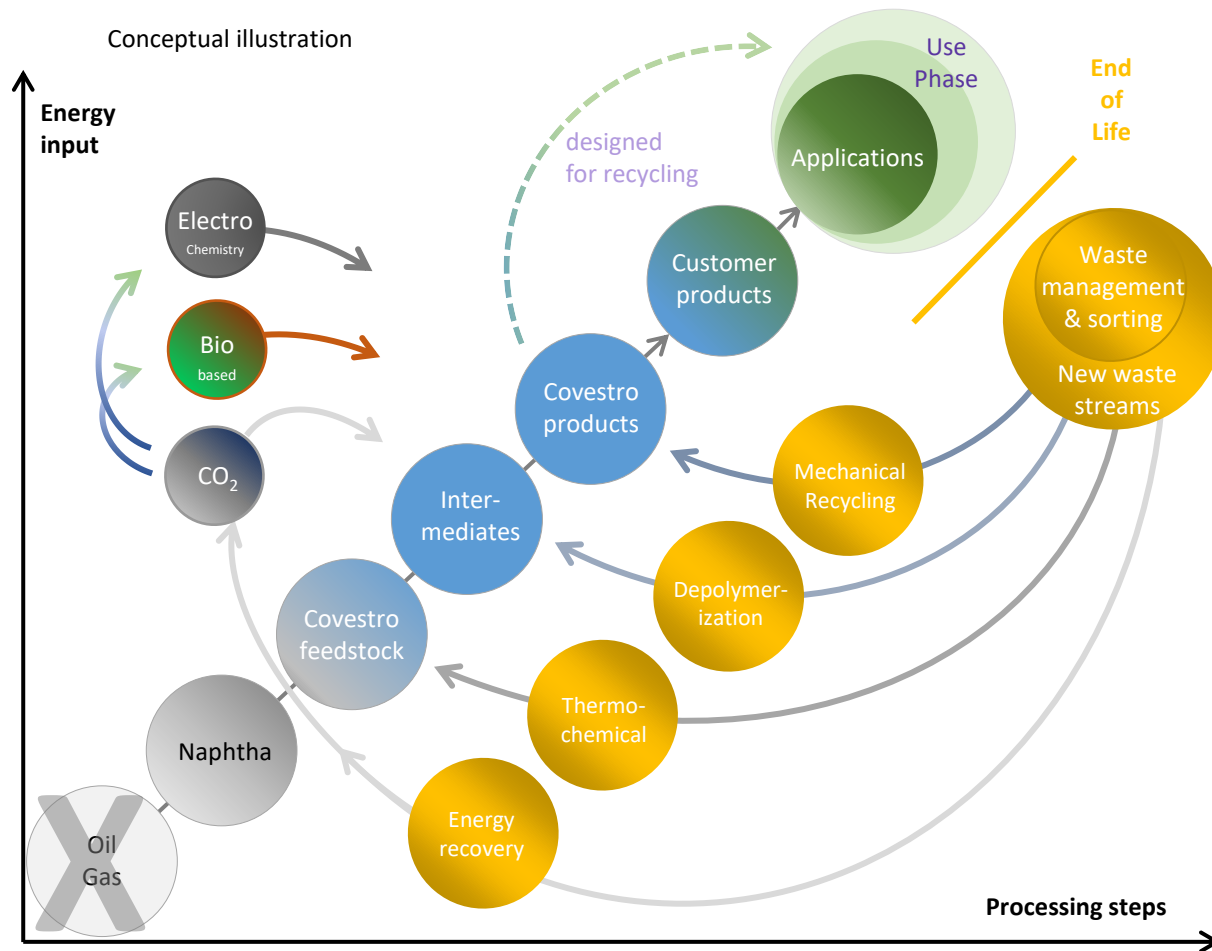 Conceptual illustration
Energy
input
Use
Phase
End
of
Life
designed
for recycling
Applications
Electro
Chemistry
Customer
products
Waste
management
& sorting
New waste
streams
Bio
based
Covestro
products
CO₂
Inter-
mediates
Mechanical
Recycling
Depolymer-
ization
Covestro
feedstock
Thermo-
chemical
Naphtha
Energy
recovery
Oil
Gas
X
Processing steps